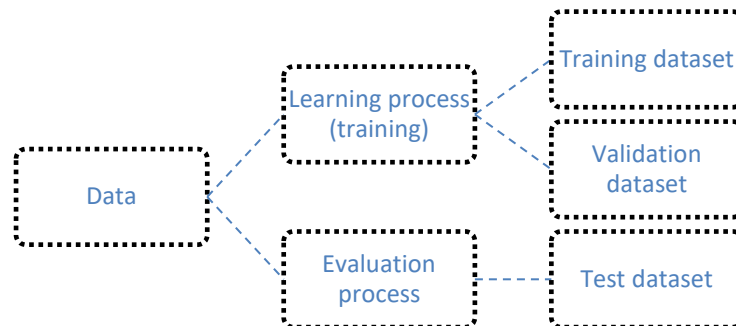 Data
Learning process
(training)
Evaluation
process
Training dataset
Validation
dataset
Test dataset